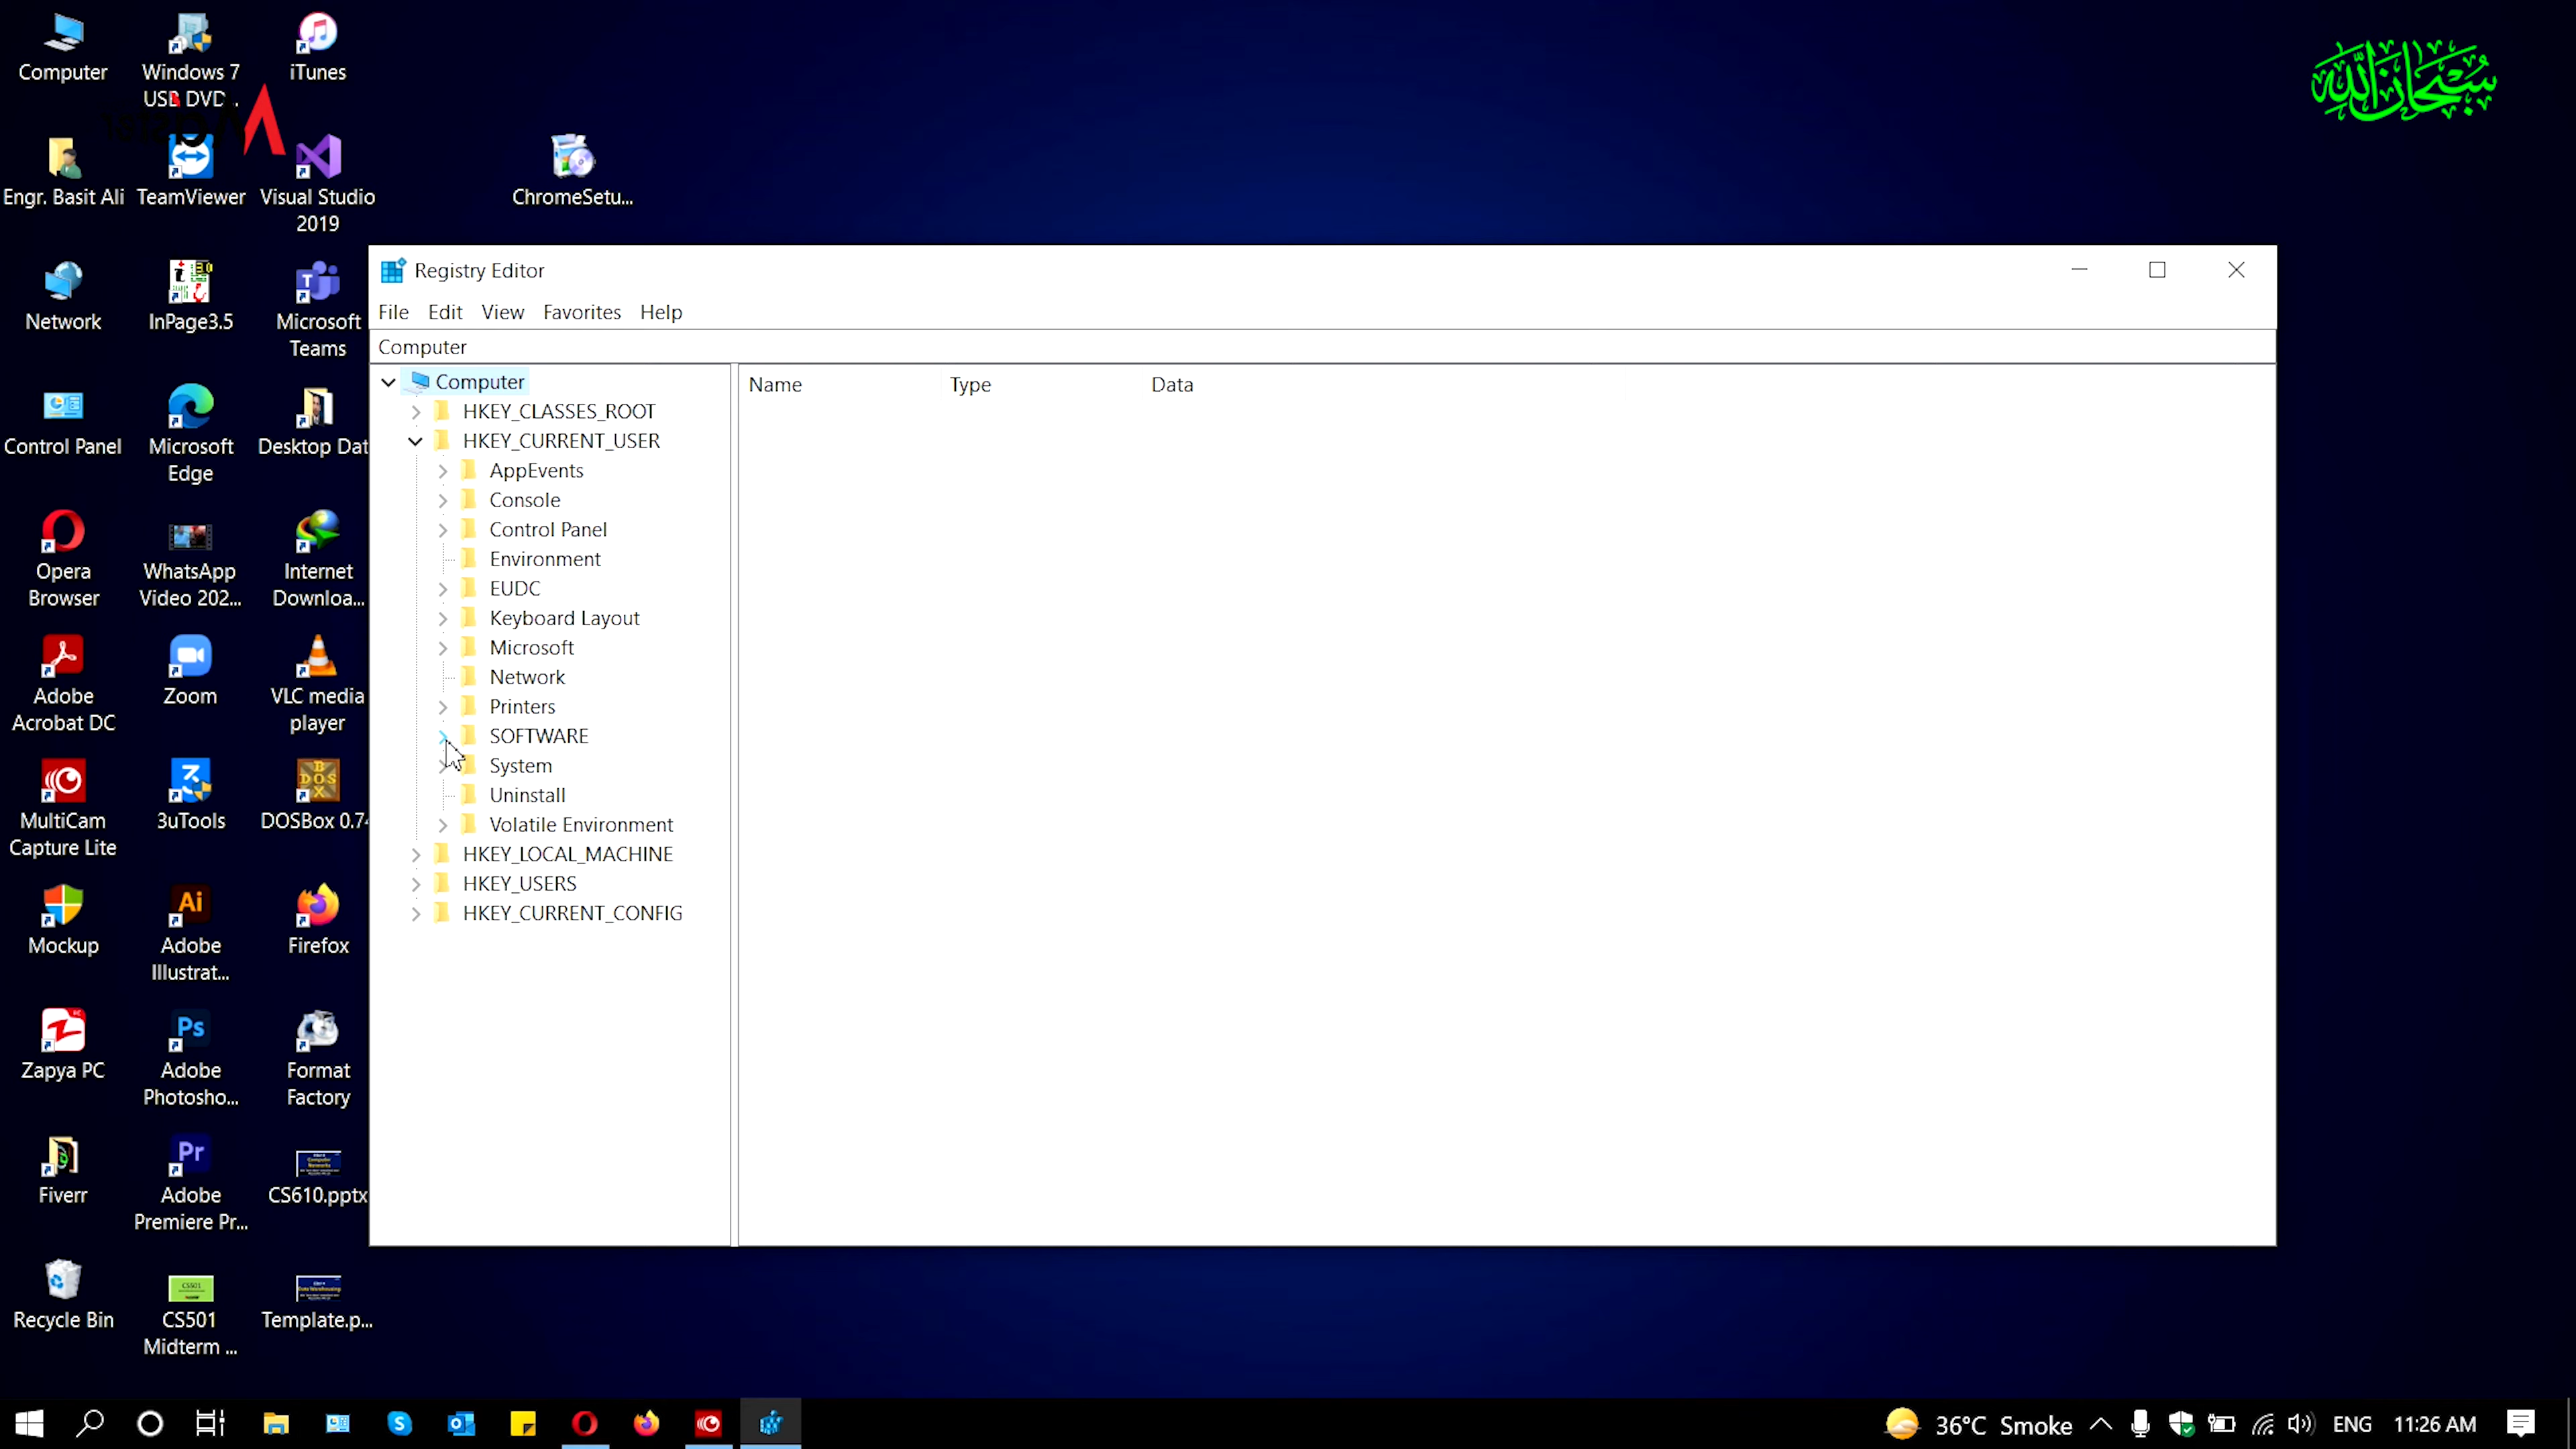 Computer
Windows 7
USB DVD ...
iTunes
سبحان الله
Engr. Basit Ali
TeamViewer
Visual Studio
2019
ChromeSetu...
Network
InPage3.5
Microsoft
Teams
Control Panel
Microsoft
Edge
Desktop Dat
Opera
Browser
WhatsApp
Video 202...
Internet
Downloa...
Adobe
Acrobat DC
Zoom
VLC media
player
MultiCam
Capture Lite
3uTools
DOSBox 0.74
Mockup
Adobe
Illustrat...
Firefox
Zapya PC
Adobe
Photosho...
Format
Factory
Fiverr
Adobe
Premiere Pr...
CS610.pptx
Recycle Bin
CS501
Midterm ...
Template.p...
Registry Editor
File Edit View Favorites Help
Computer
Computer
HKEY_CLASSES_ROOT
HKEY_CURRENT_USER
AppEvents
Console
Control Panel
Environment
EUDC
Keyboard Layout
Microsoft
Network
Printers
SOFTWARE
System
Uninstall
Volatile Environment
HKEY_LOCAL_MACHINE
HKEY_USERS
HKEY_CURRENT_CONFIG
Name Type Data
36°C Smoke ENG 11:26 AM